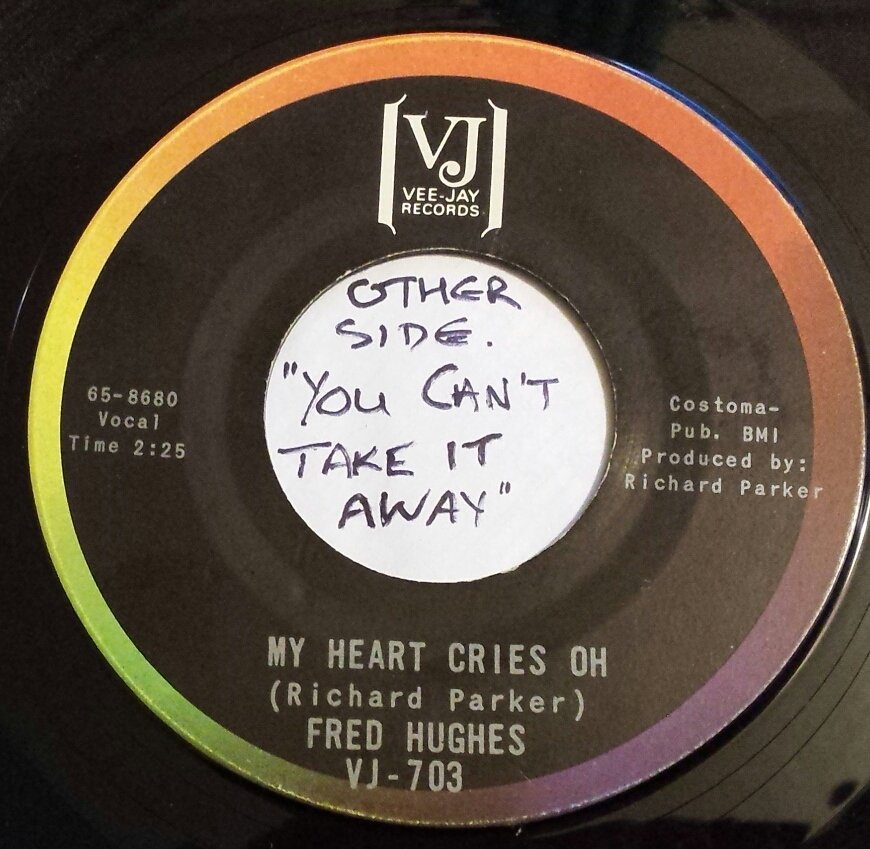 VJ
VEE-JAY
RECORDS
OTHER
SIDE.
"YOU CAN'T
TAKE IT
AWAY"
65-8680
Vocal
Time 2:25
Costoma-
Pub. BMI
Produced by:
Richard Parker
MY HEART CRIES OH
(Richard Parker)
FRED HUGHES
VJ-703